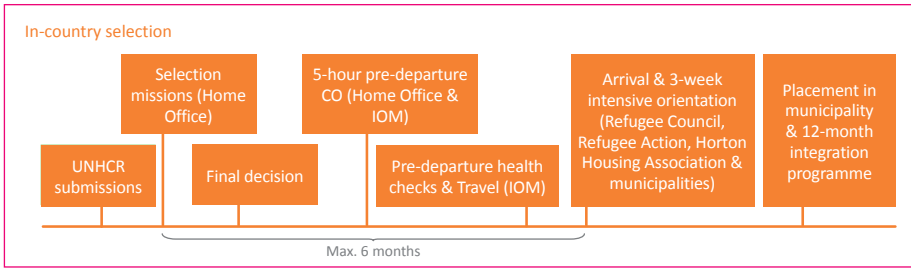 In-country selection
UNHCR
submissions
Selection
missions (Home
Office)
Final decision
5-hour pre-departure
CO (Home Office &
IOM)
Pre-departure health
checks & Travel (IOM)
Arrival & 3-week
intensive orientation
(Refugee Council,
Refugee Action, Horton
Housing Association &
municipalities)
Placement in
municipality
& 12-month
integration
programme
Max. 6 months